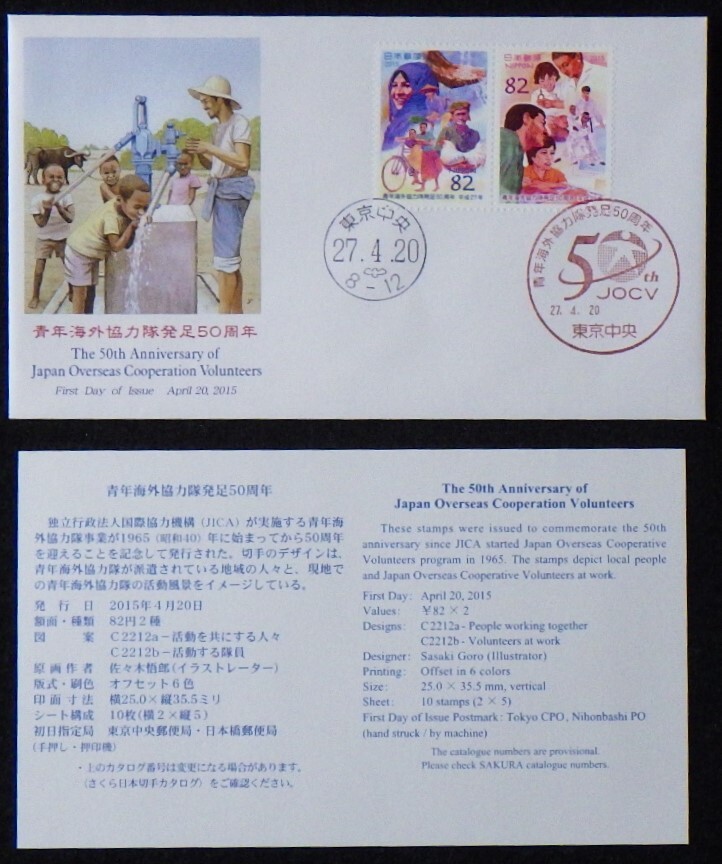 青年海外協力隊発足50周年
The 50th Anniversary of
Japan Overseas Cooperation Volunteers
First Day of Issue April 20, 2015
日本郵便
82
青年海外協力隊発足50周年 平成27年
日本郵便
NIPPON
82
東京中央
27.4.20
8-12
青年海外協力隊発足50周年
50th
JOCV
27. 4. 20
東京中央
青年海外協力隊発足50周年
独立行政法人国際協力機構(JICA)が実施する青年海
外協力隊事業が1965(昭和40)年に始まってから50周年
を迎えることを記念して発行された。切手のデザインは、
青年海外協力隊が派遣されている地域の人々と、現地で
の青年海外協力隊の活動風景をイメージしている。
発行日 2015年4月20日
額面・種類 82円2種
図案 C2212a-活動を共にする人々
C2212b-活動する隊員
原画作者 佐々木悟郎(イラストレーター)
版式・刷色 オフセット6色
印面寸法 横25.0×縦35.5ミリ
シート構成 10枚(横2×縦5)
初日指定局 東京中央郵便局・日本橋郵便局
(手押し・押印機)
・上のカタログ番号は変更になる場合があります。
(さくら日本切手カタログ)をご確認ください。
The 50th Anniversary of
Japan Overseas Cooperation Volunteers
These stamps were issued to commemorate the 50th
anniversary since JICA started Japan Overseas Cooperative
Volunteers program in 1965. The stamps depict local people
and Japan Overseas Cooperative Volunteers at work.
First Day: April 20, 2015
Values: ¥82 × 2
Designs: C2212a - People working together
C2212b - Volunteers at work
Designer: Sasaki Goro (Illustrator)
Printing: Offset in 6 colors
Size: 25.0 × 35.5 mm, vertical
Sheet: 10 stamps (2 × 5)
First Day of Issue Postmark: Tokyo CPO, Nihonbashi PO
(hand struck / by machine)
The catalogue numbers are provisional.
Please check SAKURA catalogue numbers.